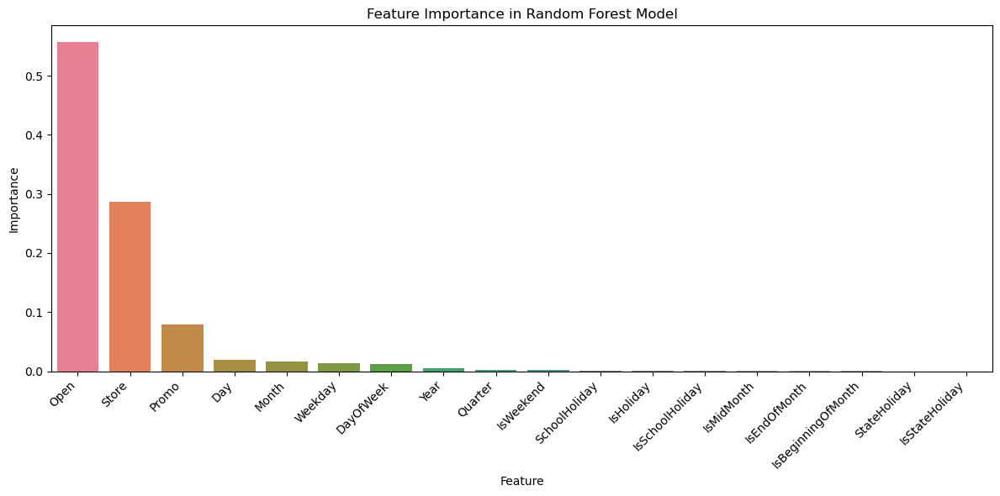 Feature Importance in Random Forest Model
Importance
0.5
0.4
0.3
0.2
0.1
0.0
Open
Store
Promo
Day
Month
Weekday
DayOfWeek
Year
Quarter
IsWeekend
SchoolHoliday
IsHoliday
IsSchoolHoliday
IsMidMonth
IsEndOfMonth
IsBeginningOfMonth
StateHoliday
IsStateHoliday
Feature